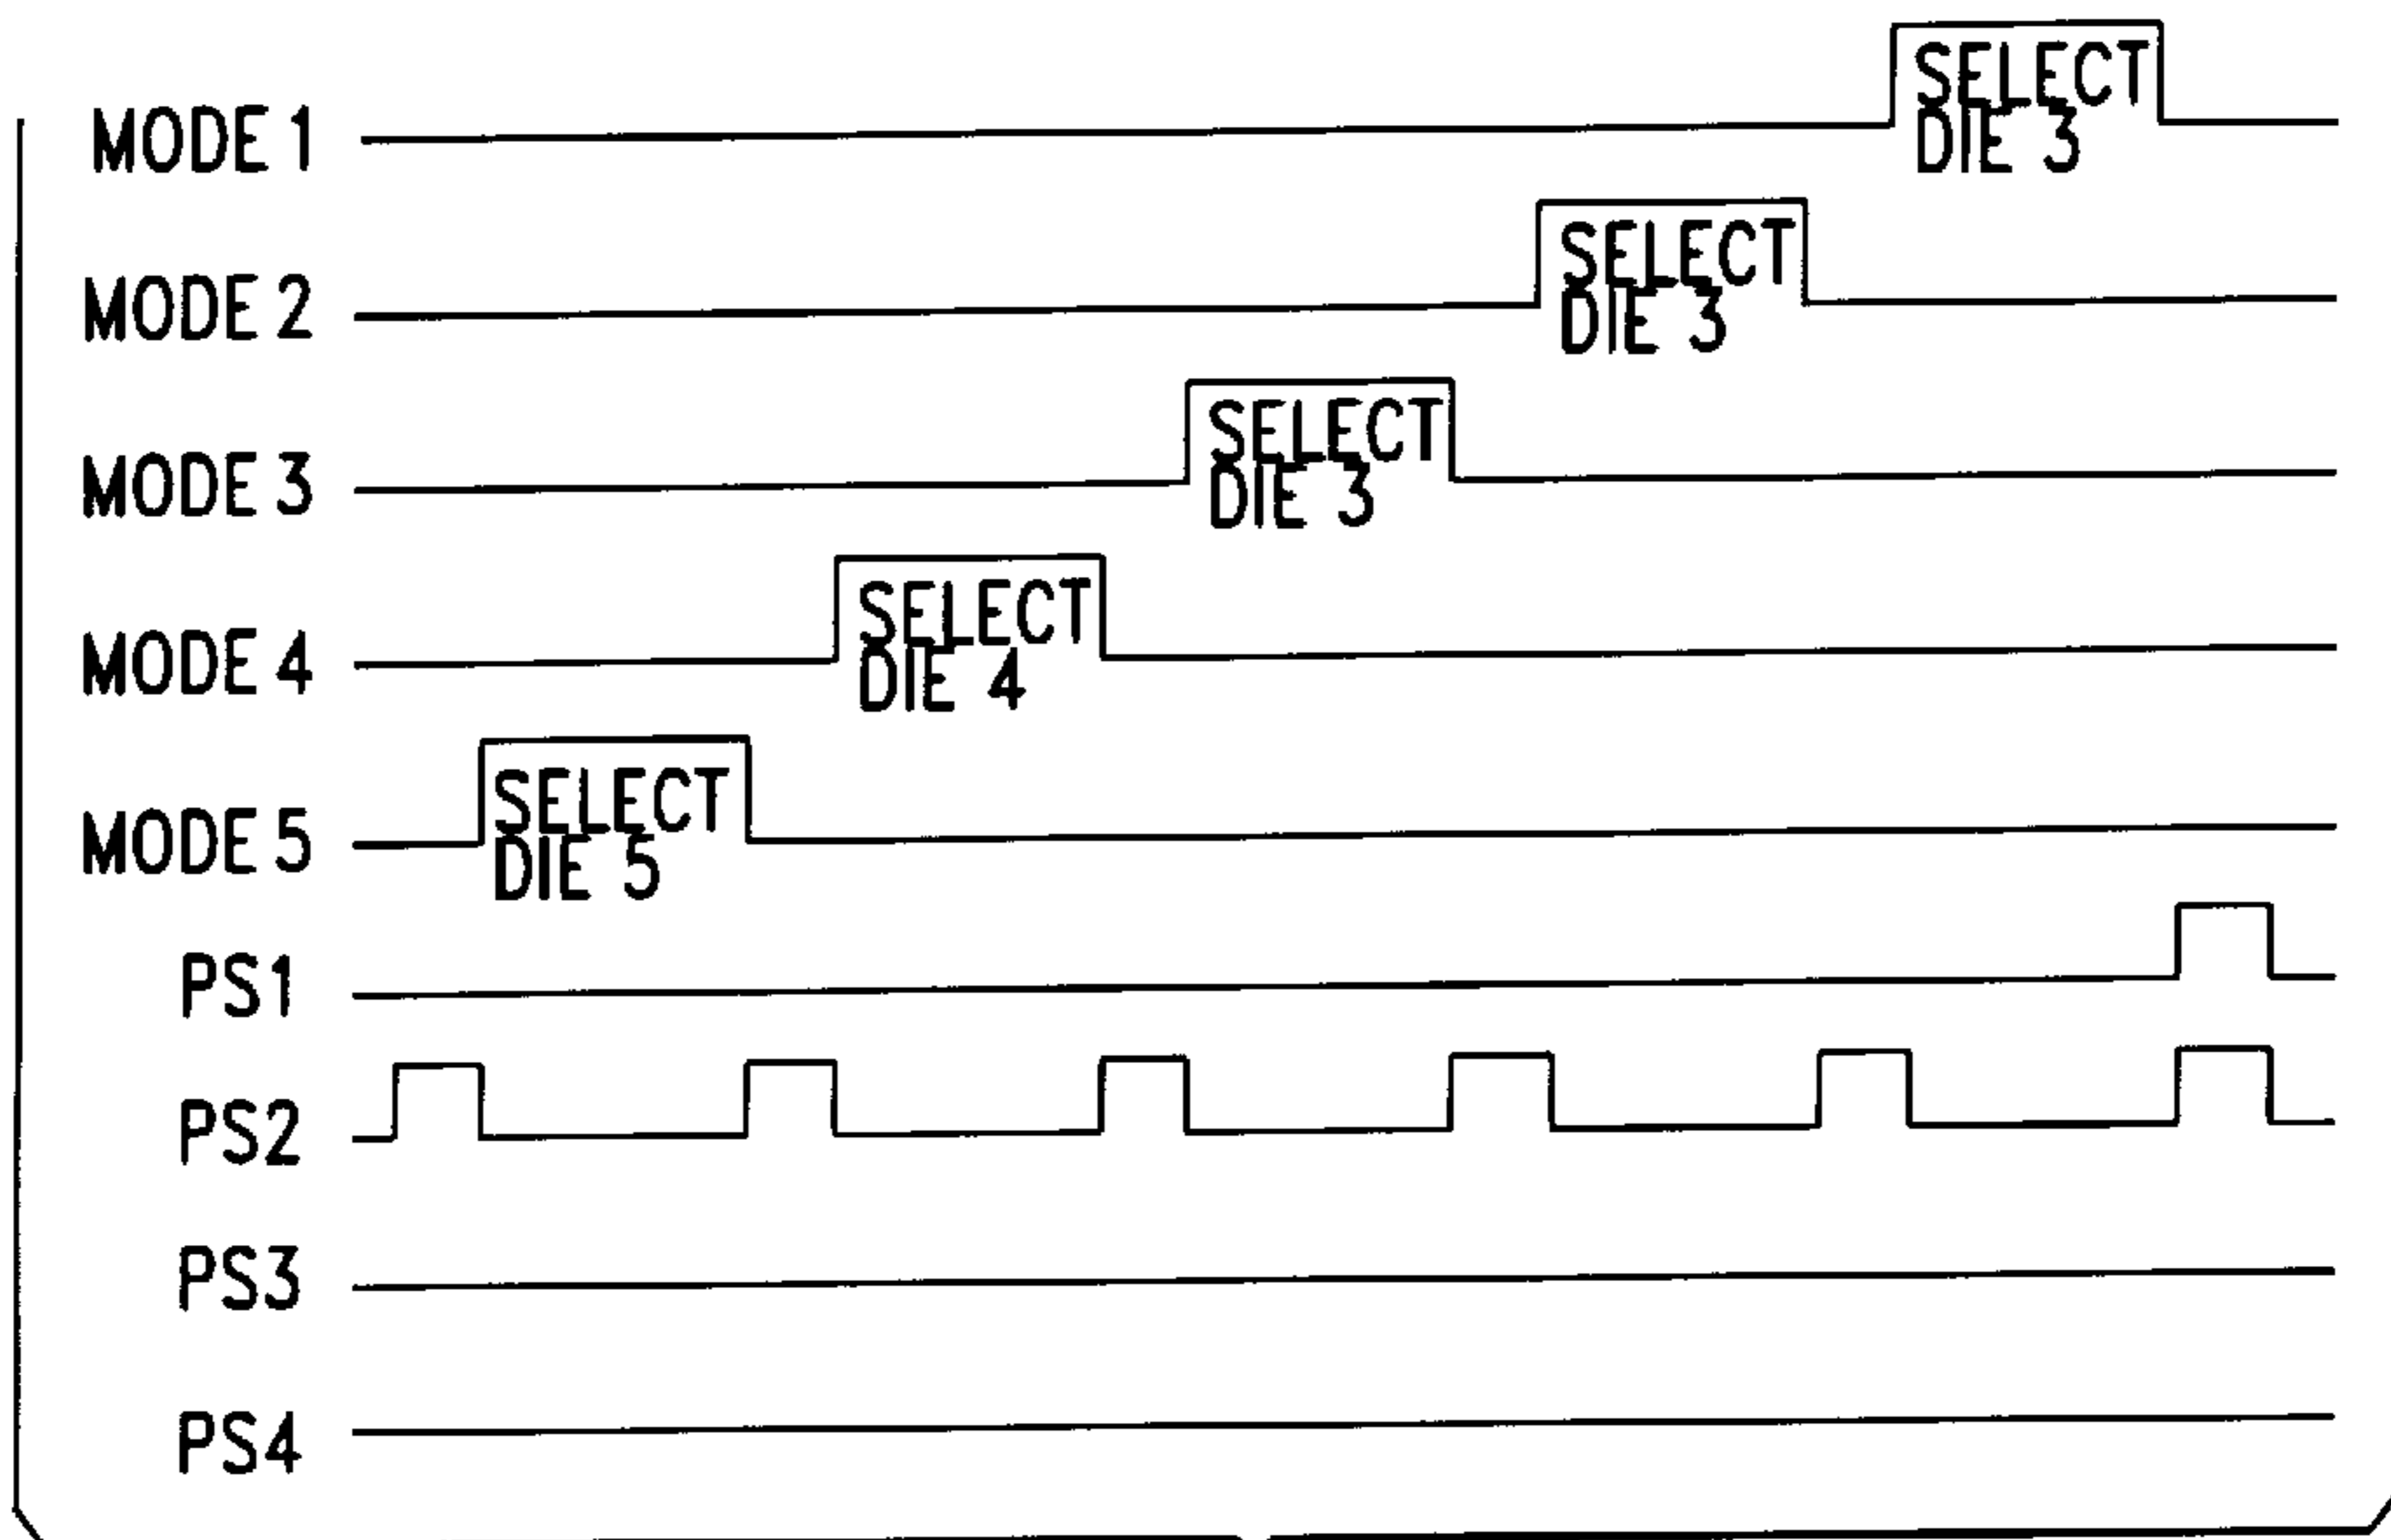 MODE 1
SELECT
DIE 3
MODE 2
SELECT
DIE 3
MODE 3
SELECT
DIE 3
MODE 4
SELECT
DIE 4
MODE 5
SELECT
DIE 5
PS1
PS2
PS3
PS4